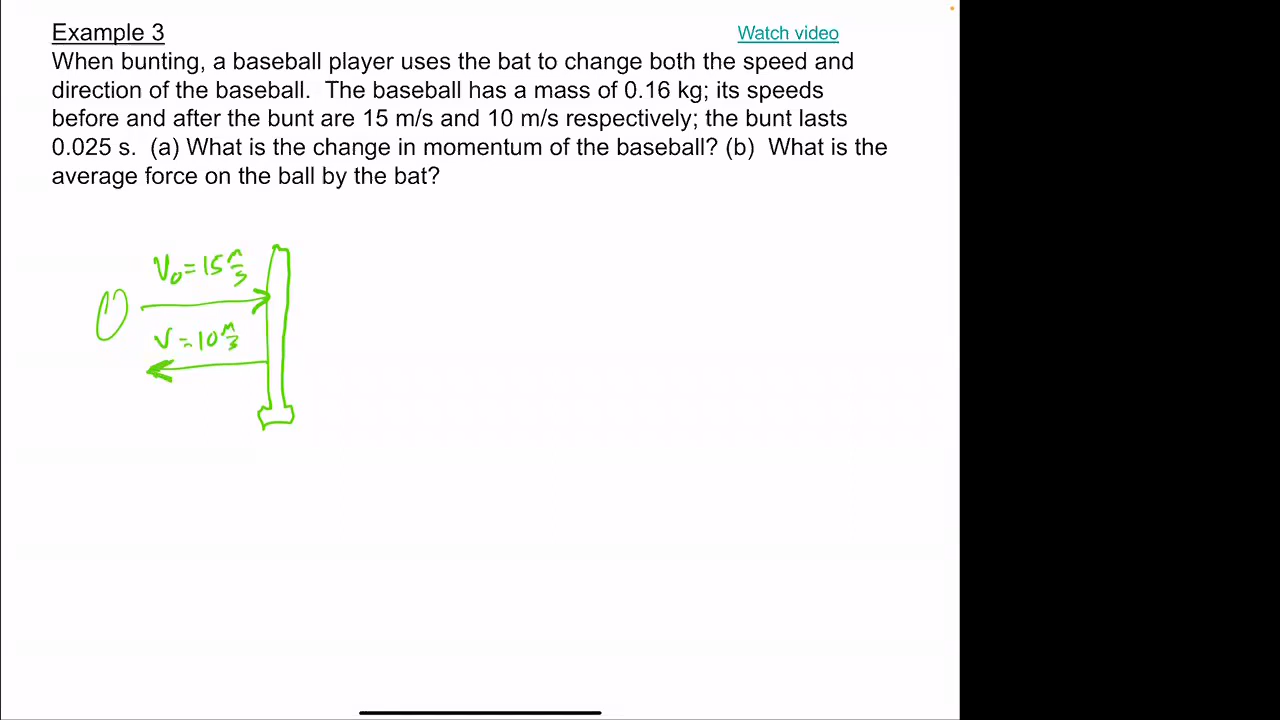 Example 3
Watch video
When bunting, a baseball player uses the bat to change both the speed and
direction of the baseball.  The baseball has a mass of 0.16 kg; its speeds
before and after the bunt are 15 m/s and 10 m/s respectively; the bunt lasts
0.025 s.  (a) What is the change in momentum of the baseball? (b)  What is the
average force on the ball by the bat?
V₀ = 15 m/s
V = 10 m/s